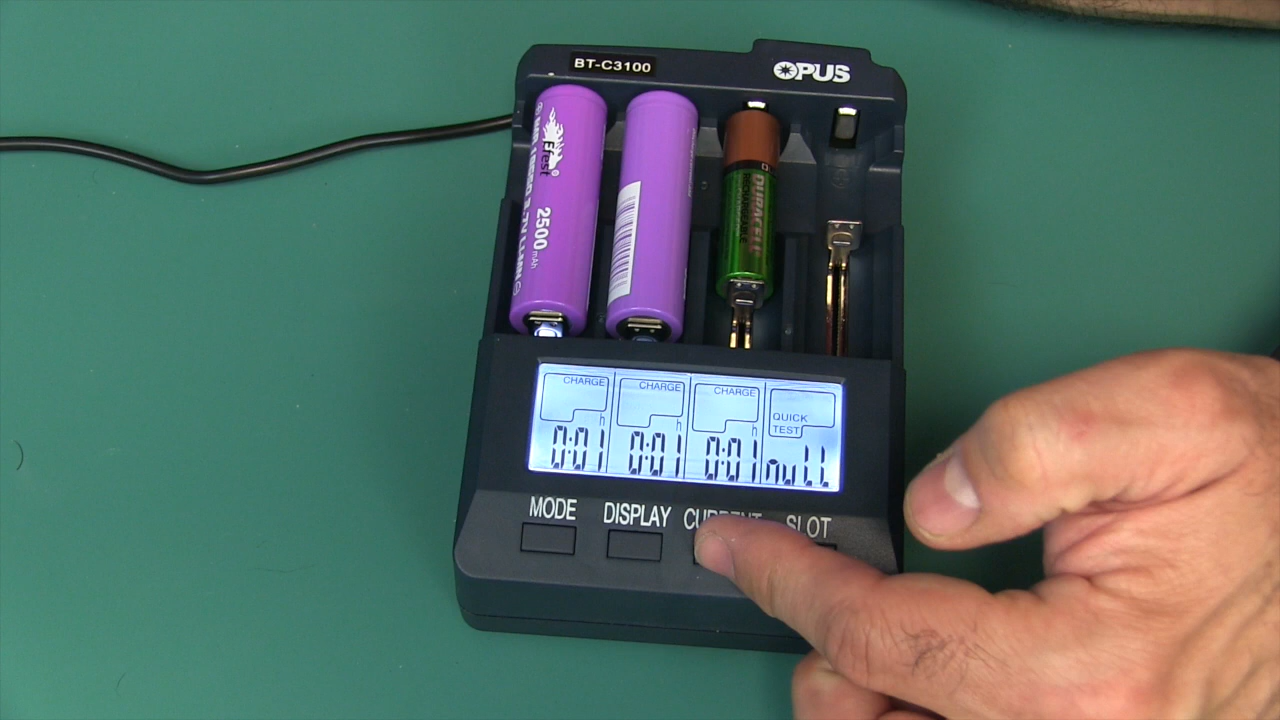 BT-C3100
OPUS
Efest
2500 mAh
DURACELL
RECHARGEABLE
CHARGE CHARGE CHARGE
QUICK
TEST
h h h
0:01 0:01 0:01 null
MODE DISPLAY CURRENT SLOT